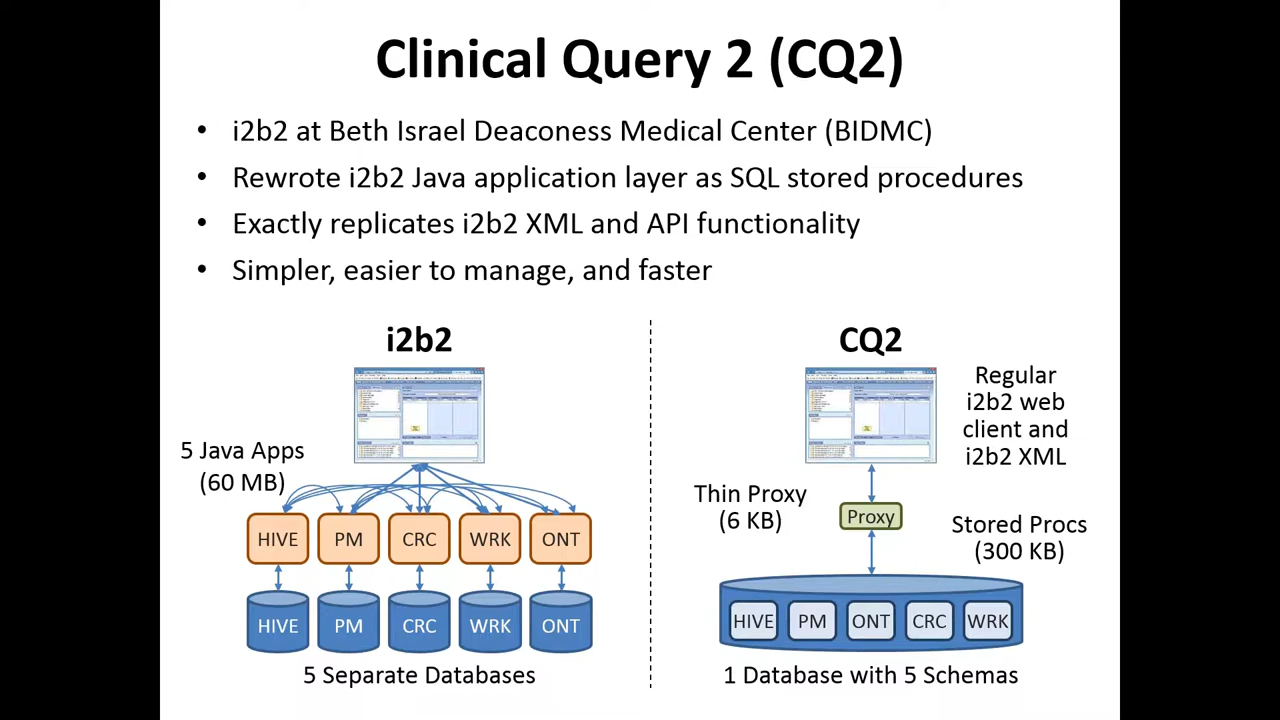 Clinical Query 2 (CQ2)
• i2b2 at Beth Israel Deaconess Medical Center (BIDMC)
• Rewrote i2b2 Java application layer as SQL stored procedures
• Exactly replicates i2b2 XML and API functionality
• Simpler, easier to manage, and faster
i2b2
5 Java Apps
(60 MB)
HIVE PM CRC WRK ONT
HIVE PM CRC WRK ONT
5 Separate Databases
CQ2
Regular
i2b2 web
client and
i2b2 XML
Thin Proxy
(6 KB)
Proxy
Stored Procs
(300 KB)
HIVE PM ONT CRC WRK
1 Database with 5 Schemas